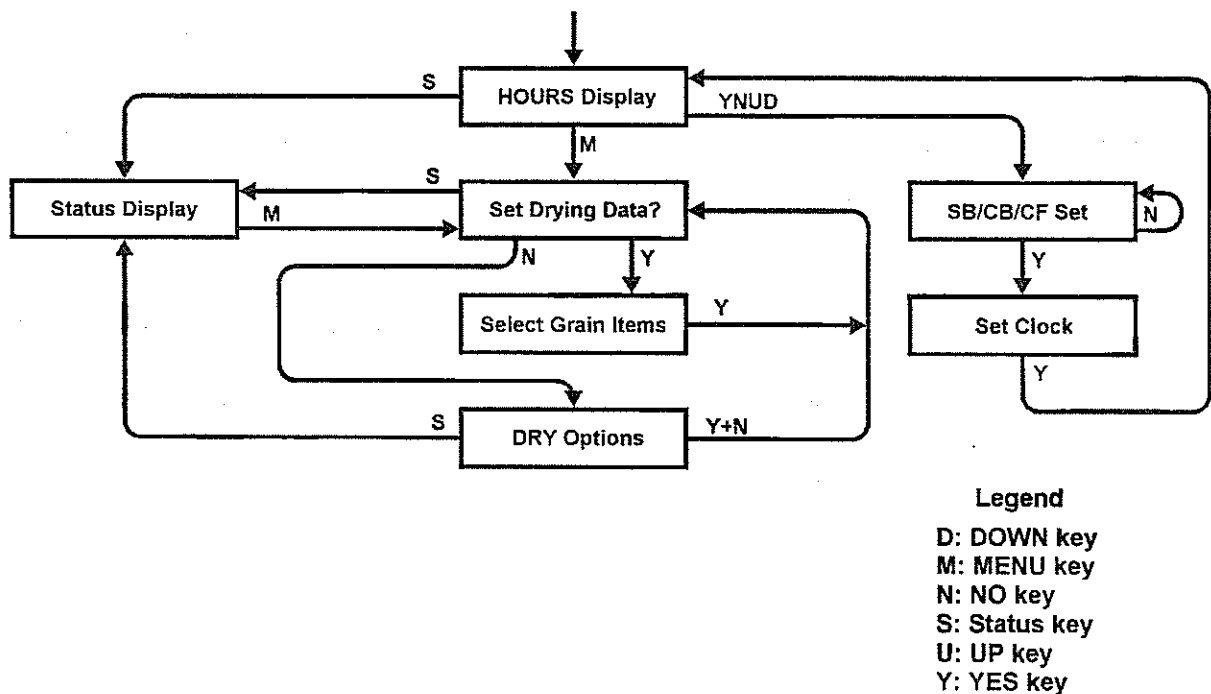 S
HOURS Display
YNUD
M
Status Display
S
M
Set Drying Data?
SB/CB/CF Set
N
N
Y
Y
Select Grain Items
Y
Set Clock
Y
S
DRY Options
Y+N
Legend
D: DOWN key
M: MENU key
N: NO key
S: Status key
U: UP key
Y: YES key